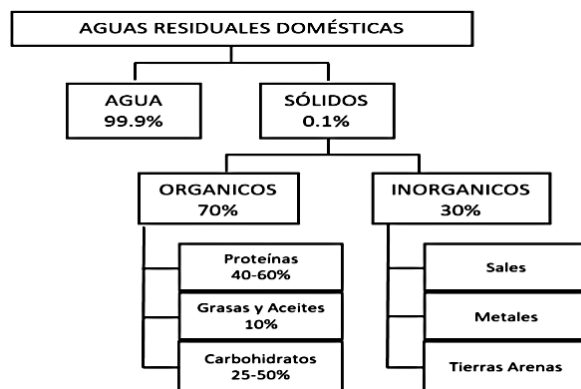 AGUAS RESIDUALES DOMÉSTICAS
AGUA
99.9%
SÓLIDOS
0.1%
ORGANICOS
70%
INORGANICOS
30%
Proteínas
40-60%
Grasas y Aceites
10%
Carbohidratos
25-50%
Sales
Metales
Tierras Arenas